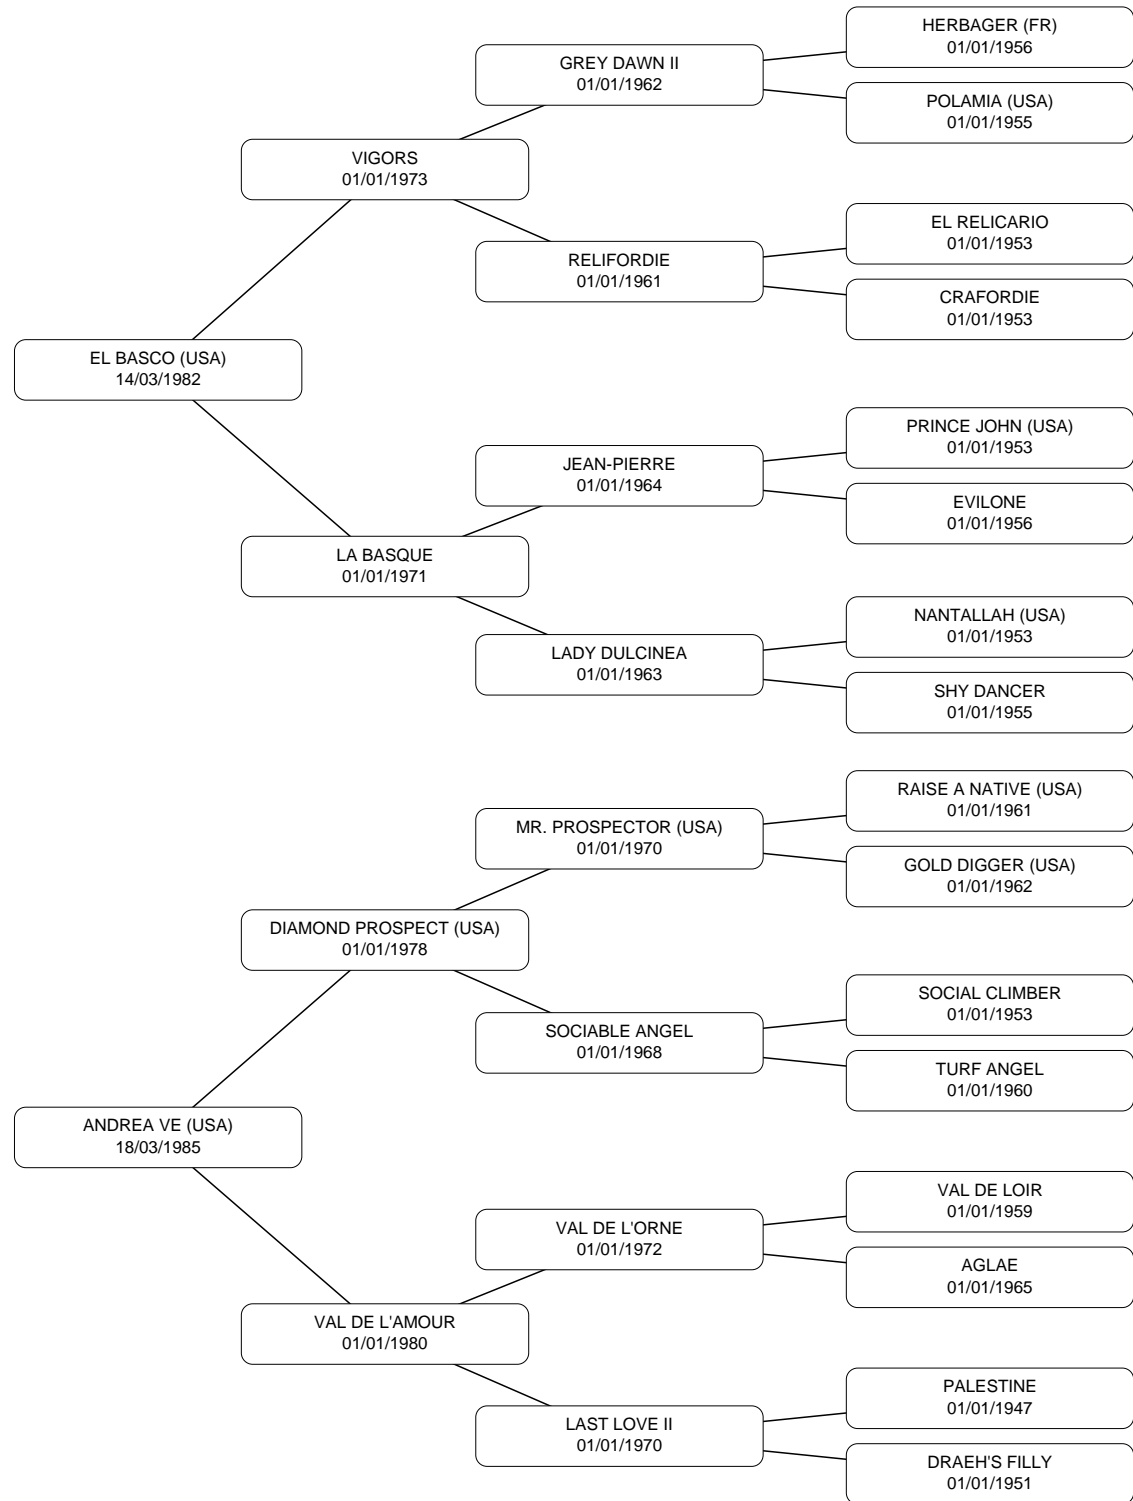 HERBAGER (FR)
01/01/1956
GREY DAWN II
01/01/1962
POLAMIA (USA)
01/01/1955
VIGORS
01/01/1973
EL RELICARIO
01/01/1953
RELIFORDIE
01/01/1961
CRAFORDIE
01/01/1953
EL BASCO (USA)
14/03/1982
PRINCE JOHN (USA)
01/01/1953
JEAN-PIERRE
01/01/1964
EVILONE
01/01/1956
LA BASQUE
01/01/1971
NANTALLAH (USA)
01/01/1953
LADY DULCINEA
01/01/1963
SHY DANCER
01/01/1955
RAISE A NATIVE (USA)
01/01/1961
MR. PROSPECTOR (USA)
01/01/1970
GOLD DIGGER (USA)
01/01/1962
DIAMOND PROSPECT (USA)
01/01/1978
SOCIAL CLIMBER
01/01/1953
SOCIABLE ANGEL
01/01/1968
TURF ANGEL
01/01/1960
ANDREA VE (USA)
18/03/1985
VAL DE LOIR
01/01/1959
VAL DE L'ORNE
01/01/1972
AGLAE
01/01/1965
VAL DE L'AMOUR
01/01/1980
PALESTINE
01/01/1947
LAST LOVE II
01/01/1970
DRAEH'S FILLY
01/01/1951